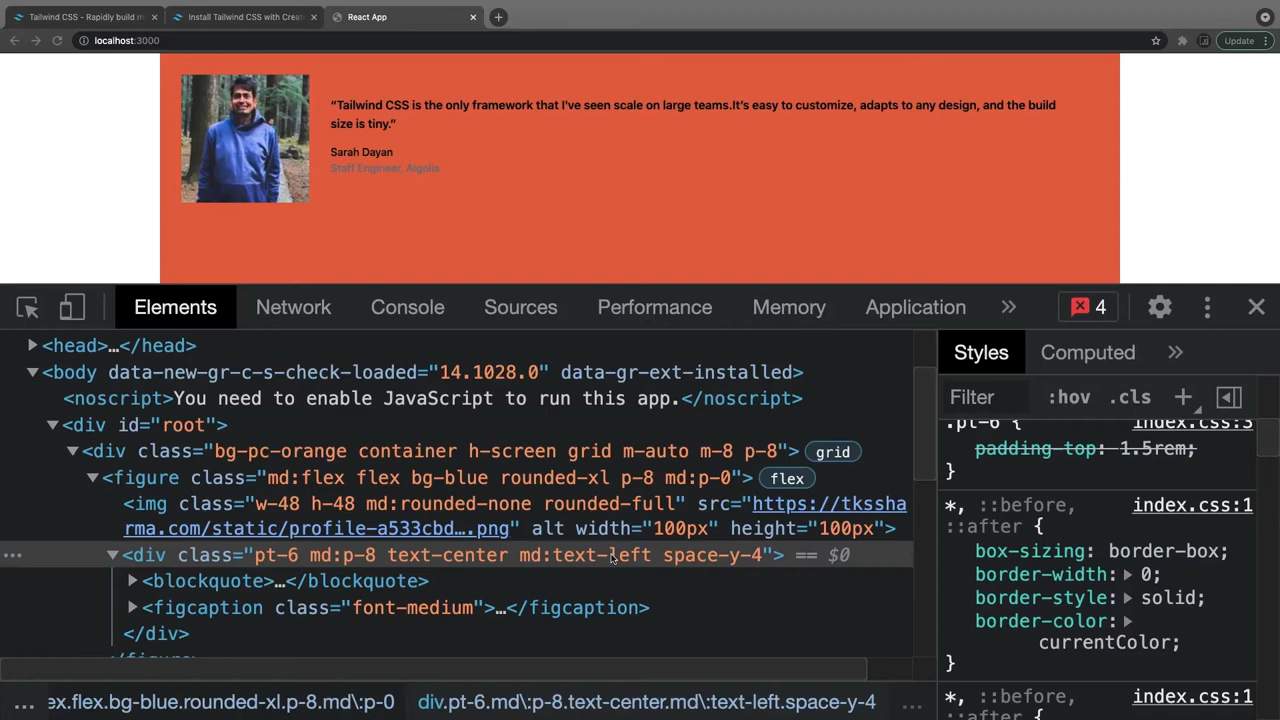 Tailwind CSS - Rapidly build m
Install Tailwind CSS with Creat
React App
localhost:3000
Update
“Tailwind CSS is the only framework that I've seen scale on large teams.It’s easy to customize, adapts to any design, and the build
size is tiny.”
Sarah Dayan
Staff Engineer, Algolia
Elements
Network
Console
Sources
Performance
Memory
Application
4
<head>…</head>
<body data-new-gr-c-s-check-loaded="14.1028.0" data-gr-ext-installed>
<noscript>You need to enable JavaScript to run this app.</noscript>
<div id="root">
<div class="bg-pc-orange container h-screen grid m-auto m-8 p-8"> grid
<figure class="md:flex flex bg-blue rounded-xl p-8 md:p-0"> flex
<img class="w-48 h-48 md:rounded-none rounded-full" src="https://tkssha
rma.com/static/profile-a533cbd….png" alt width="100px" height="100px">
… <div class="pt-6 md:p-8 text-center md:text-left space-y-4"> == $0
<blockquote>…</blockquote>
<figcaption class="font-medium">…</figcaption>
</div>
</figure>
… ex.flex.bg-blue.rounded-xl.p-8.md\:p-0 div.pt-6.md\:p-8.text-center.md\:text-left.space-y-4 …
Styles
Computed
Filter
:hov
.cls
.pt-6 { index.css:3
padding-top: 1.5rem;
}
*, ::before, index.css:1
::after {
box-sizing: border-box;
border-width: 0;
border-style: solid;
border-color:
currentColor;
}
*, ::before, index.css:1
::after {